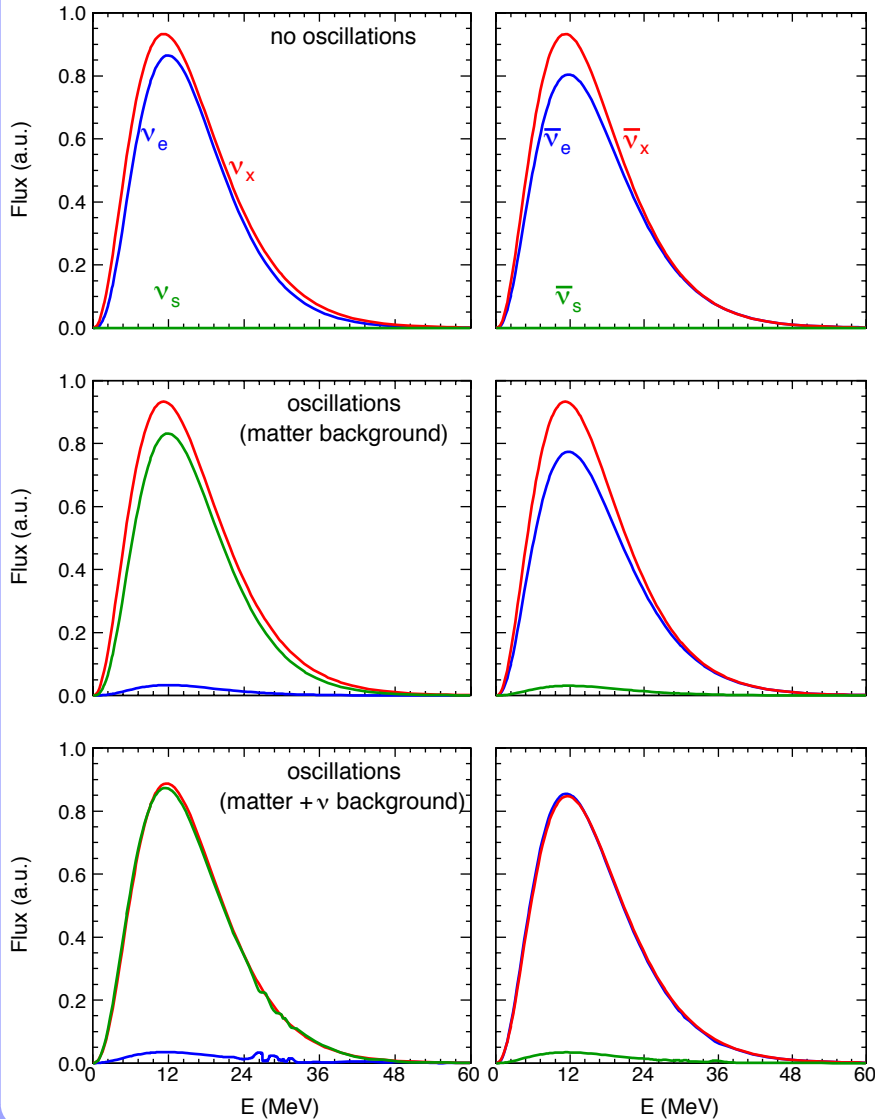 no oscillations
Flux (a.u.)
1.0
0.8
0.6
0.4
0.2
0.0
νe
νx
νs
ν̅e
ν̅x
ν̅s
oscillations
(matter background)
Flux (a.u.)
1.0
0.8
0.6
0.4
0.2
0.0
oscillations
(matter + ν background)
Flux (a.u.)
1.0
0.8
0.6
0.4
0.2
0.0
0 12 24 36 48 60
0 12 24 36 48 60
E (MeV)
E (MeV)